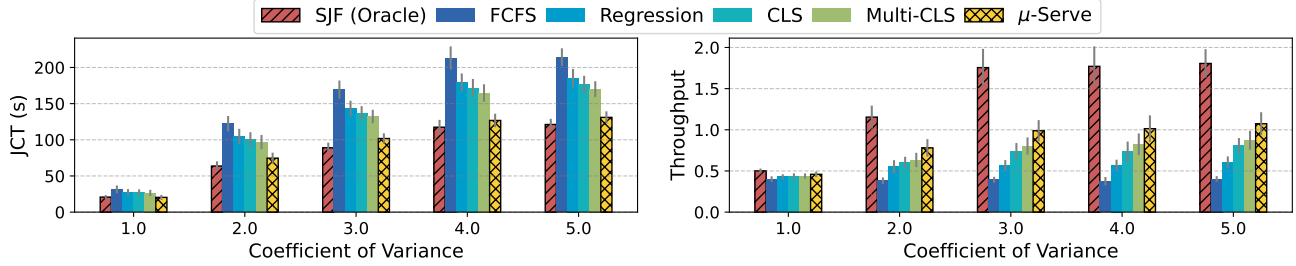 SJF (Oracle) FCFS Regression CLS Multi-CLS μ-Serve
JCT (s)
200
150
100
50
0
1.0 2.0 3.0 4.0 5.0
Coefficient of Variance
Throughput
2.0
1.5
1.0
0.5
0.0
1.0 2.0 3.0 4.0 5.0
Coefficient of Variance